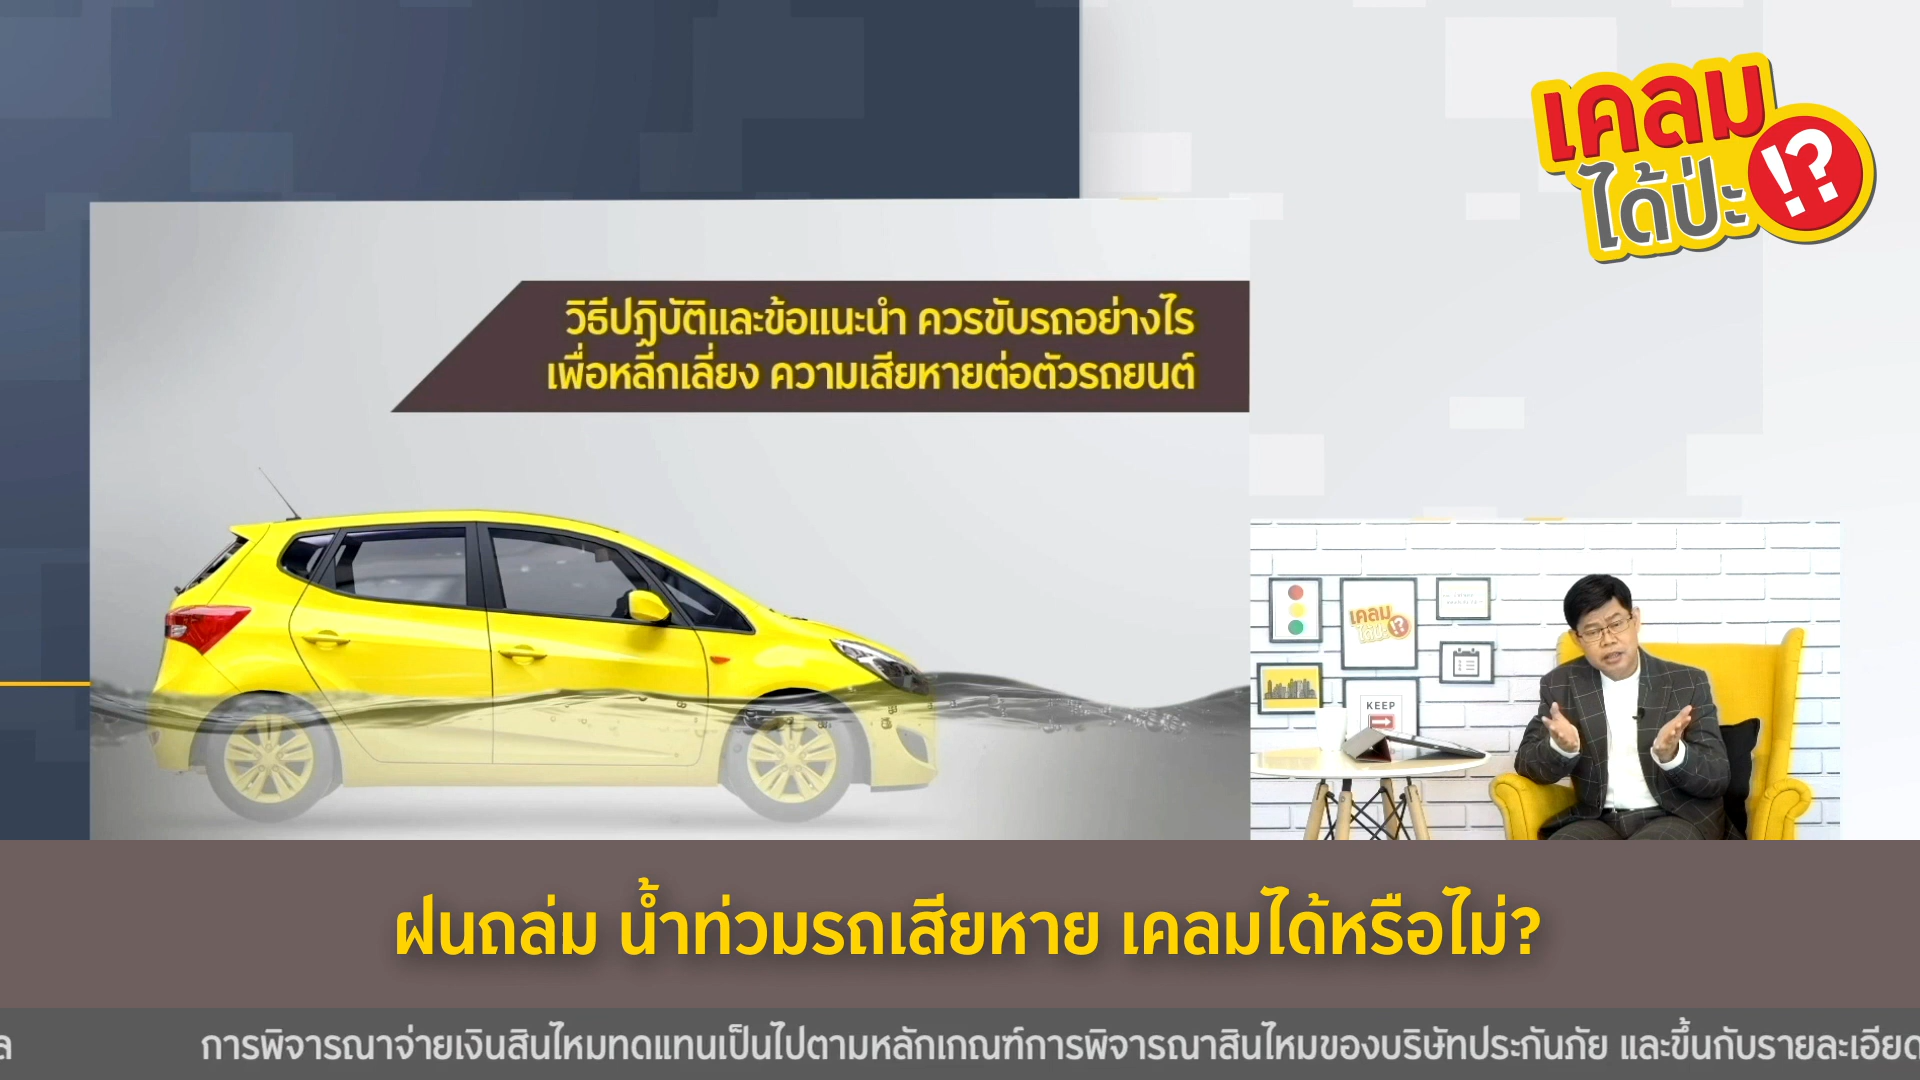 เคลม
ได้ป่ะ !?
วิธีปฏิบัติและข้อแนะนำ ควรขับรถอย่างไร
เพื่อหลีกเลี่ยง ความเสียหายต่อตัวรถยนต์
เคลม
ได้ป่ะ !?
KEEP
ฝนถล่ม น้ำท่วมรถเสียหาย เคลมได้หรือไม่?
ล การพิจารณาจ่ายเงินสินไหมทดแทนเป็นไปตามหลักเกณฑ์การพิจารณาสินไหมของบริษัทประกันภัย และขึ้นกับรายละเอียด